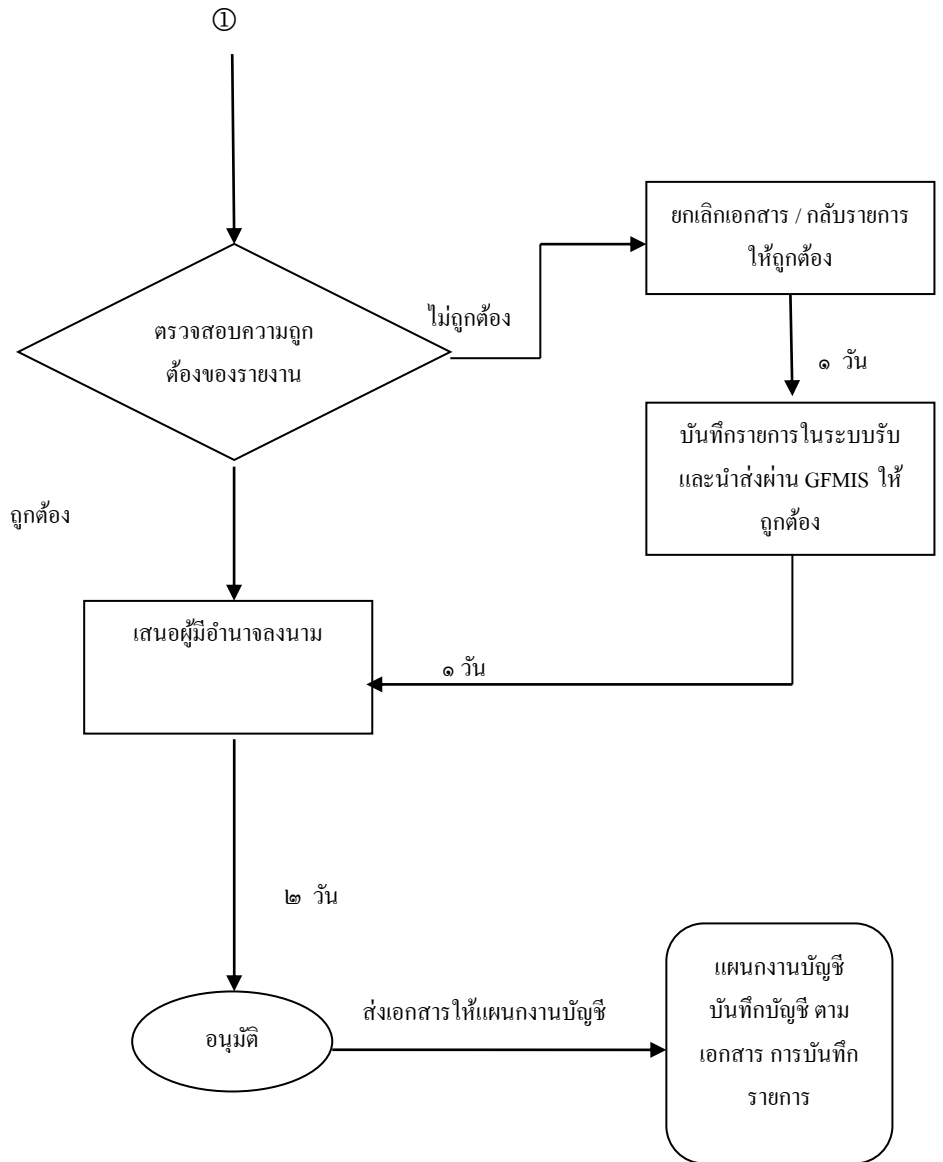 ①
ยกเลิกเอกสาร / กลับรายการ
ให้ถูกต้อง
ไม่ถูกต้อง
ตรวจสอบความถูก
ต้องของรายงาน
๑ วัน
บันทึกรายการในระบบรับ
และนำส่งผ่าน GFMIS ให้
ถูกต้อง
ถูกต้อง
เสนอผู้มีอำนาจลงนาม
๑ วัน
๒ วัน
อนุมัติ
ส่งเอกสารให้แผนกงานบัญชี
แผนกงานบัญชี
บันทึกบัญชี ตาม
เอกสาร การบันทึก
รายการ